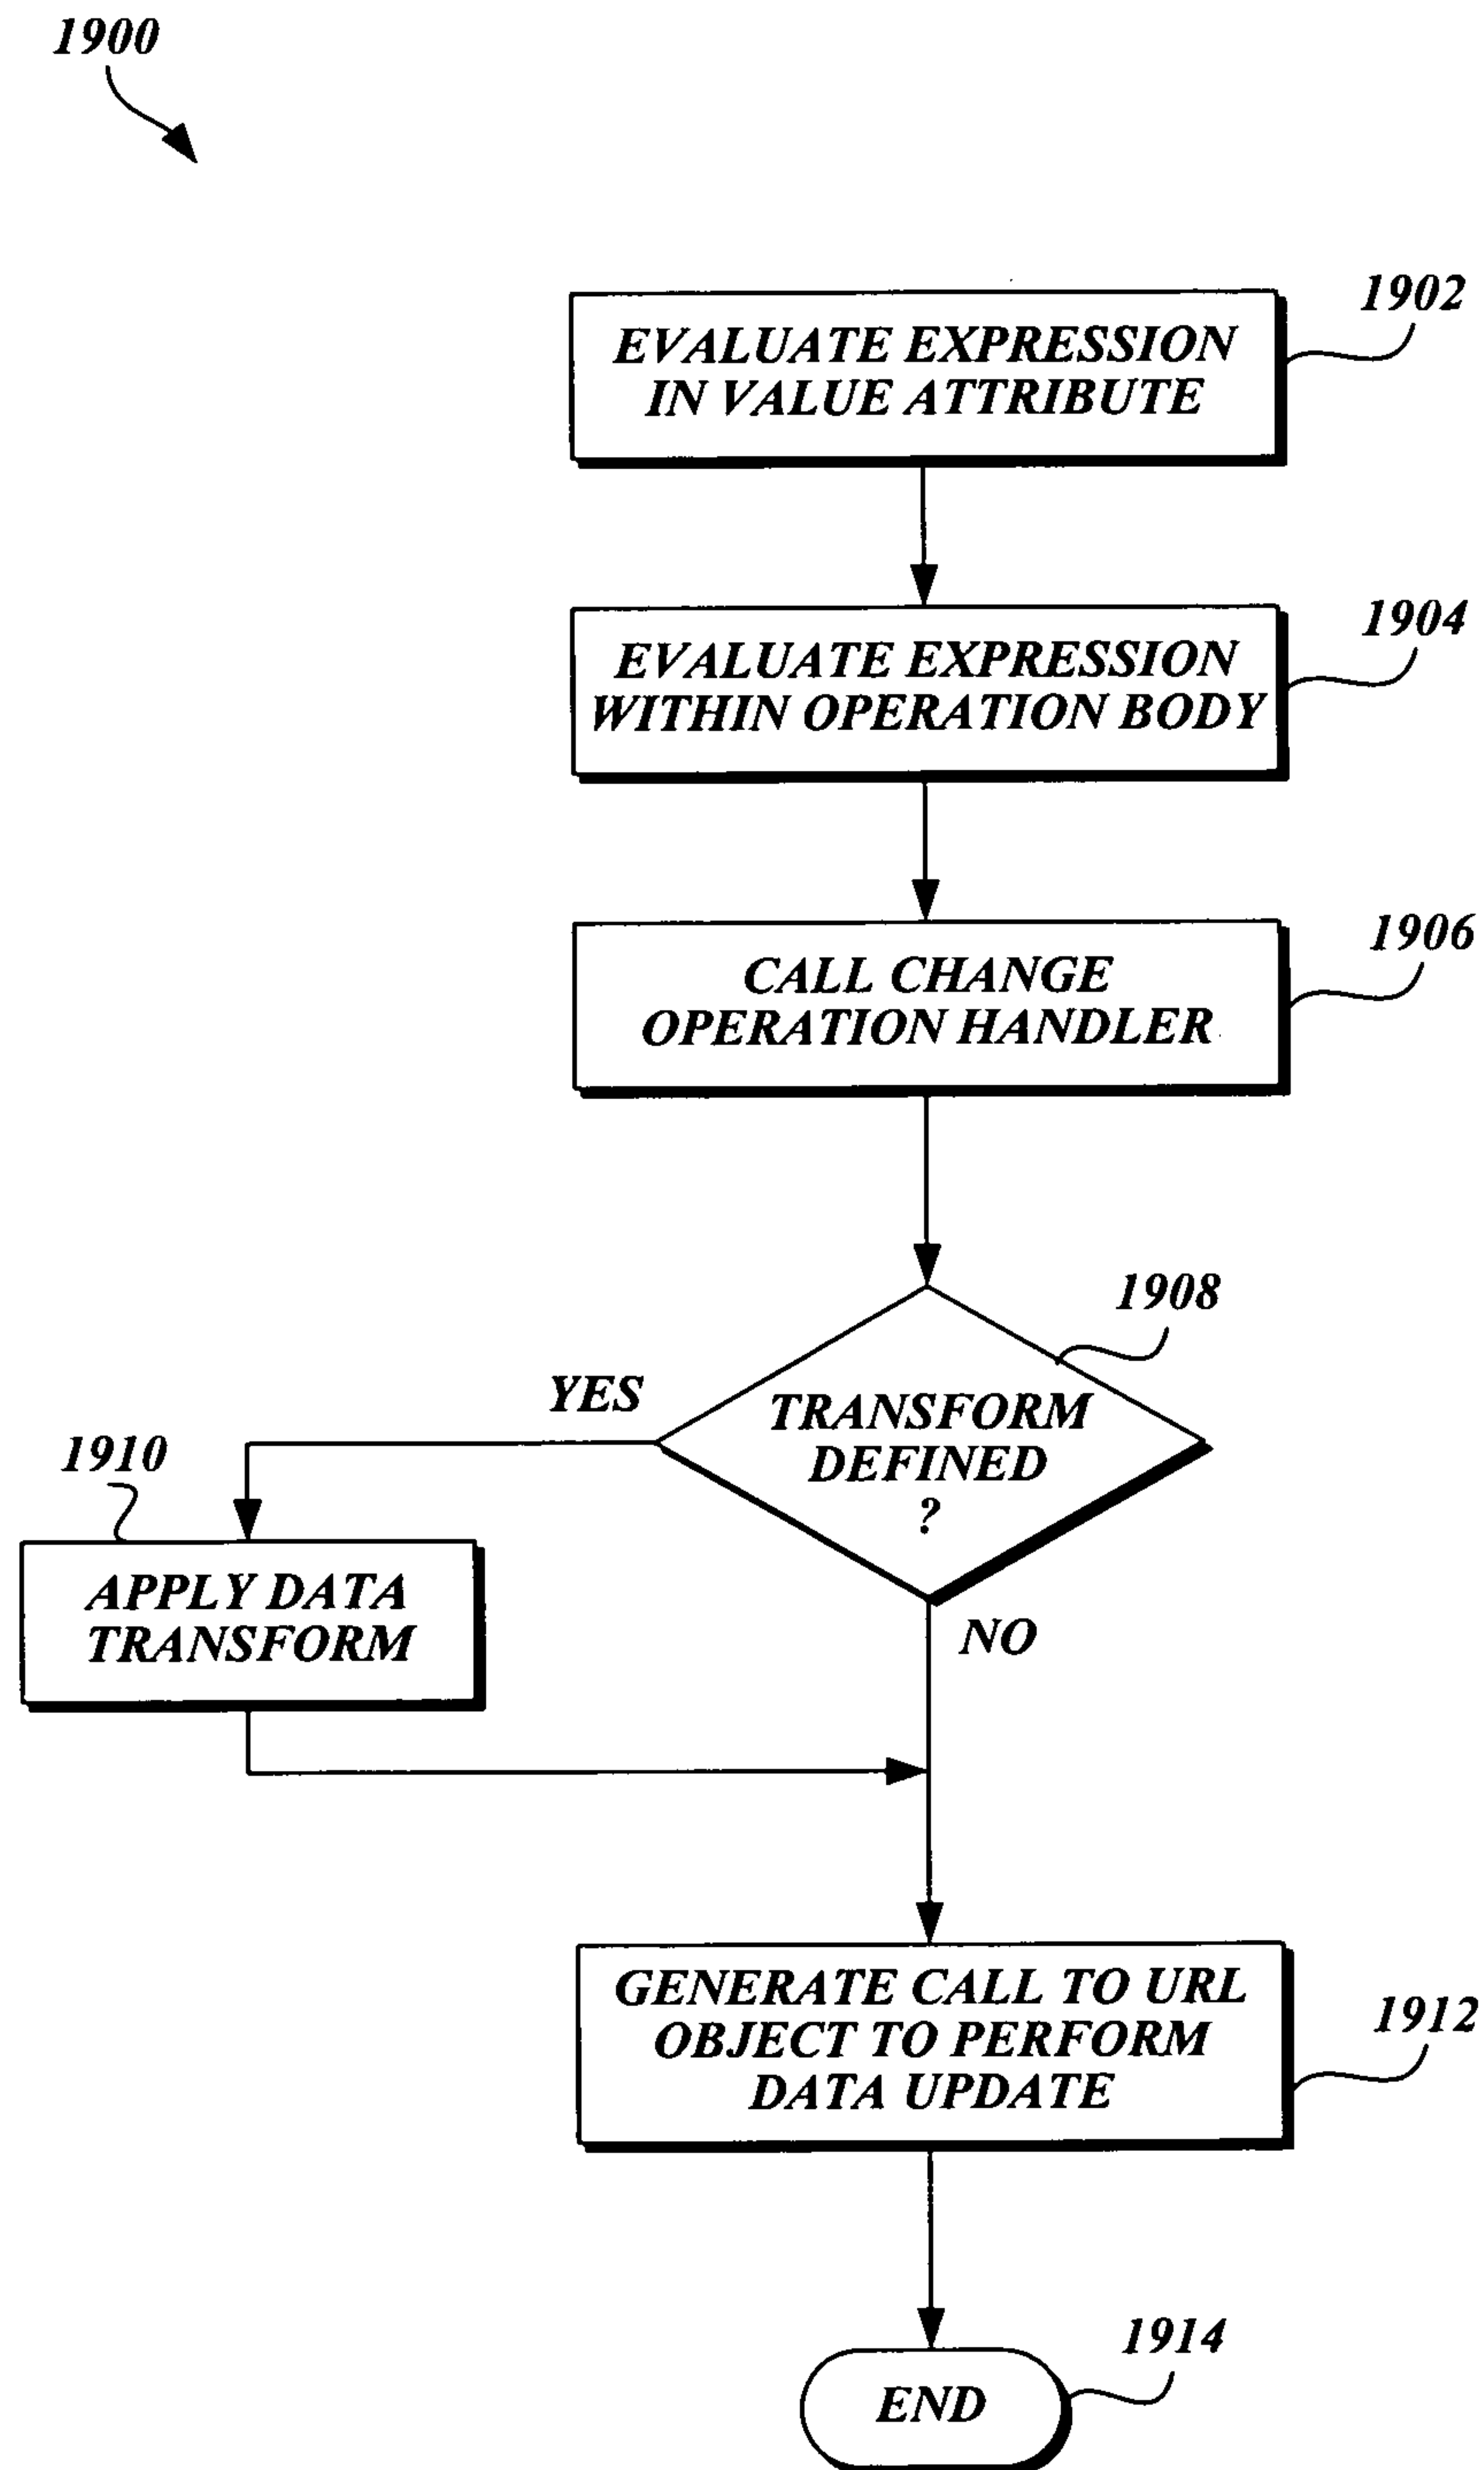 1900
1902
EVALUATE EXPRESSION
IN VALUE ATTRIBUTE
1904
EVALUATE EXPRESSION
WITHIN OPERATION BODY
1906
CALL CHANGE
OPERATION HANDLER
1908
YES
TRANSFORM
DEFINED
?
1910
APPLY DATA
TRANSFORM
NO
GENERATE CALL TO URL
OBJECT TO PERFORM
DATA UPDATE
1912
1914
END